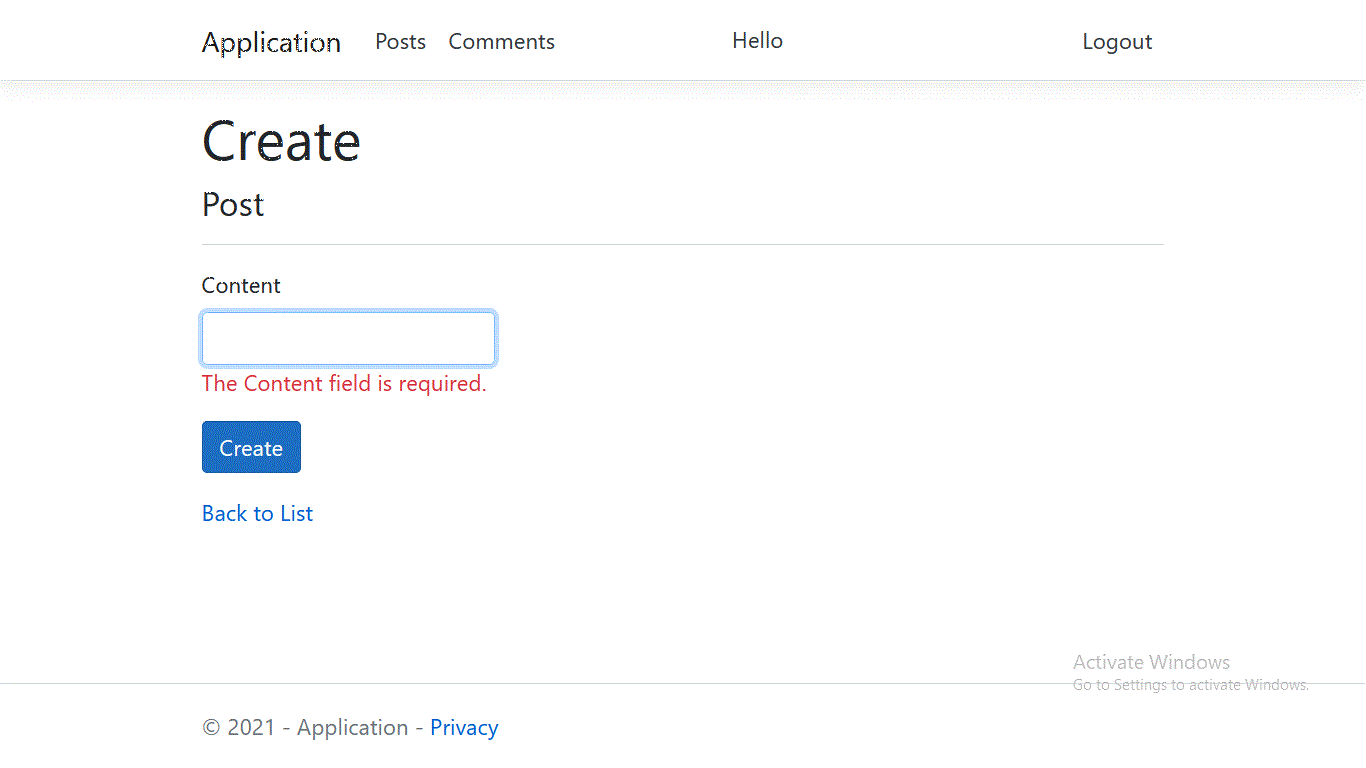 Application Posts Comments Hello Logout
Create
Post
Content
The Content field is required.
Create
Back to List
Activate Windows
Go to Settings to activate Windows.
© 2021 - Application - Privacy